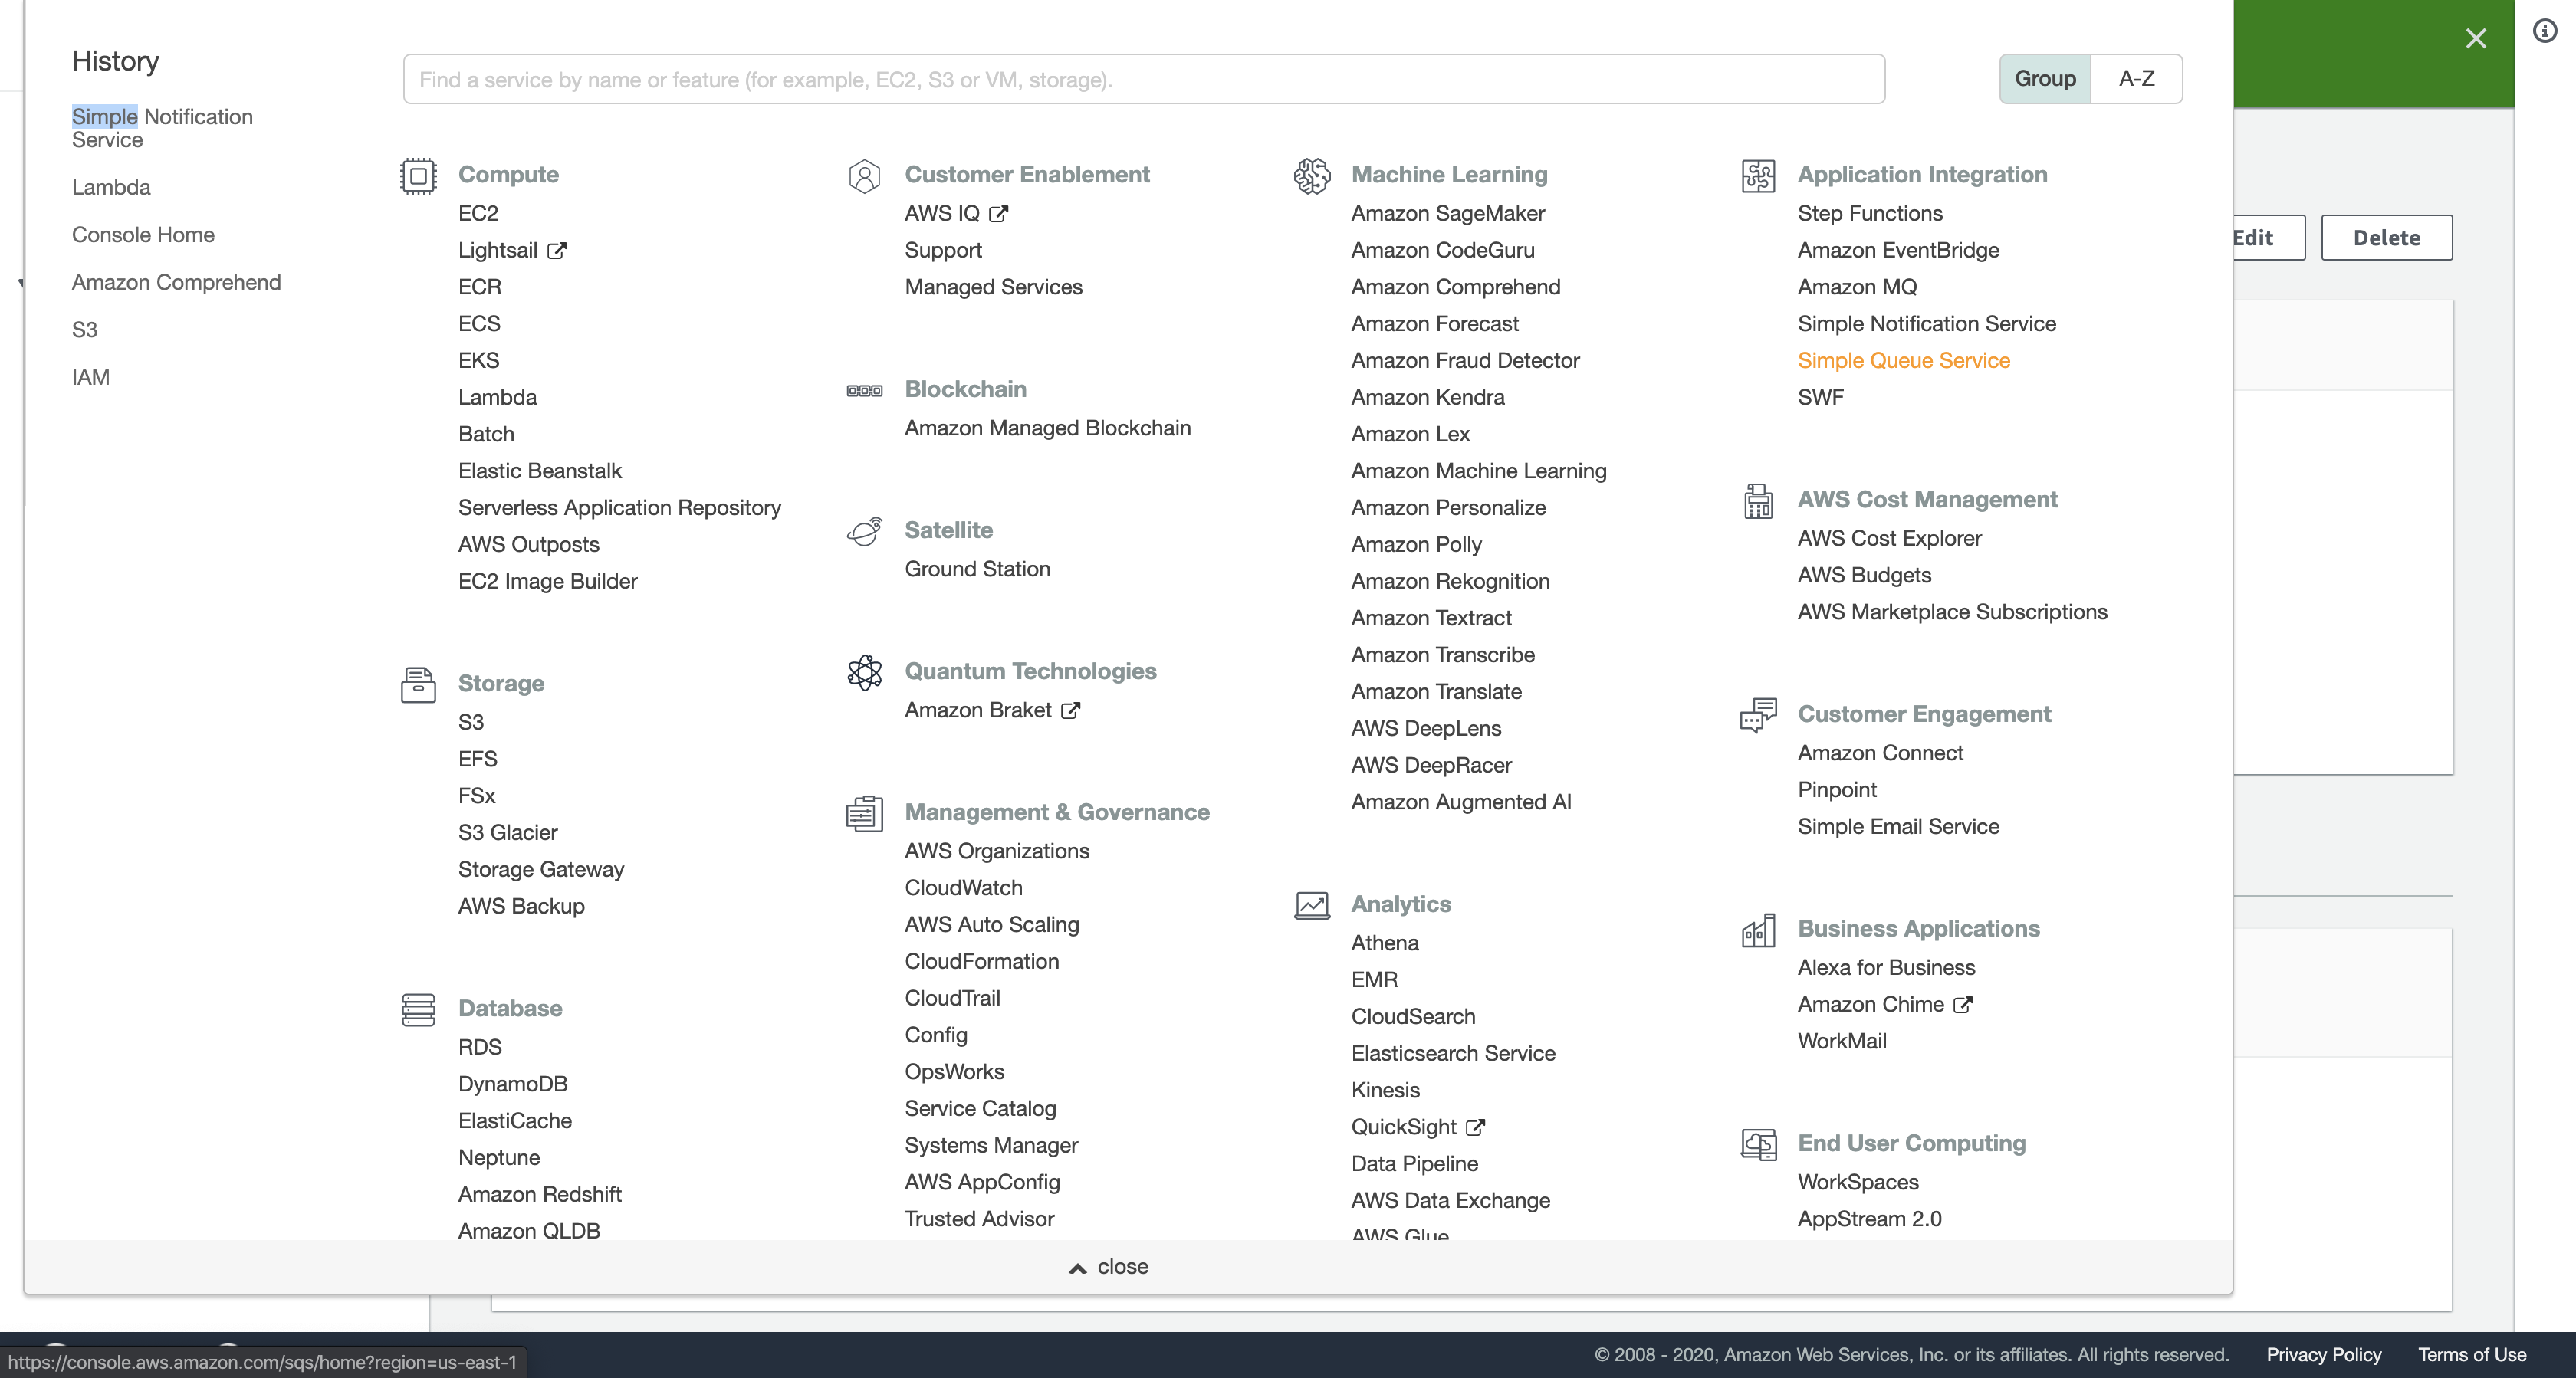 History
Simple Notification
Service
Lambda
Console Home
Amazon Comprehend
S3
IAM
Find a service by name or feature (for example, EC2, S3 or VM, storage).
Group
A-Z
Compute
EC2
Lightsail
ECR
ECS
EKS
Lambda
Batch
Elastic Beanstalk
Serverless Application Repository
AWS Outposts
EC2 Image Builder
Storage
S3
EFS
FSx
S3 Glacier
Storage Gateway
AWS Backup
Database
RDS
DynamoDB
ElastiCache
Neptune
Amazon Redshift
Amazon QLDB
Customer Enablement
AWS IQ
Support
Managed Services
Blockchain
Amazon Managed Blockchain
Satellite
Ground Station
Quantum Technologies
Amazon Braket
Management & Governance
AWS Organizations
CloudWatch
AWS Auto Scaling
CloudFormation
CloudTrail
Config
OpsWorks
Service Catalog
Systems Manager
AWS AppConfig
Trusted Advisor
Machine Learning
Amazon SageMaker
Amazon CodeGuru
Amazon Comprehend
Amazon Forecast
Amazon Fraud Detector
Amazon Kendra
Amazon Lex
Amazon Machine Learning
Amazon Personalize
Amazon Polly
Amazon Rekognition
Amazon Textract
Amazon Transcribe
Amazon Translate
AWS DeepLens
AWS DeepRacer
Amazon Augmented AI
Analytics
Athena
EMR
CloudSearch
Elasticsearch Service
Kinesis
QuickSight
Data Pipeline
AWS Data Exchange
AWS Glue
Application Integration
Step Functions
Amazon EventBridge
Amazon MQ
Simple Notification Service
Simple Queue Service
SWF
AWS Cost Management
AWS Cost Explorer
AWS Budgets
AWS Marketplace Subscriptions
Customer Engagement
Amazon Connect
Pinpoint
Simple Email Service
Business Applications
Alexa for Business
Amazon Chime
WorkMail
End User Computing
WorkSpaces
AppStream 2.0
Edit
Delete
close
https://console.aws.amazon.com/sqs/home?region=us-east-1
© 2008 - 2020, Amazon Web Services, Inc. or its affiliates. All rights reserved.
Privacy Policy
Terms of Use